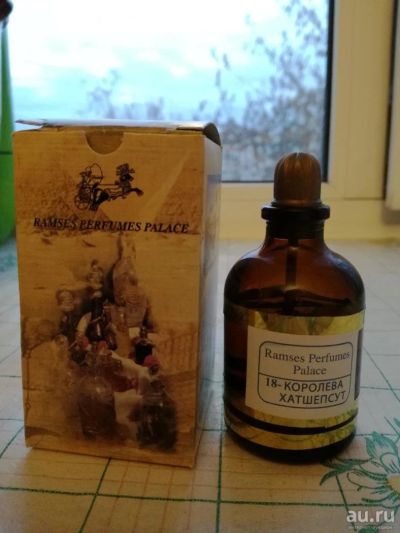 RAMSES PERFUMES PALACE
Ramses Perfumes
Palace
18- КОРОЛЕВА
ХАТШЕПСУТ
au.ru